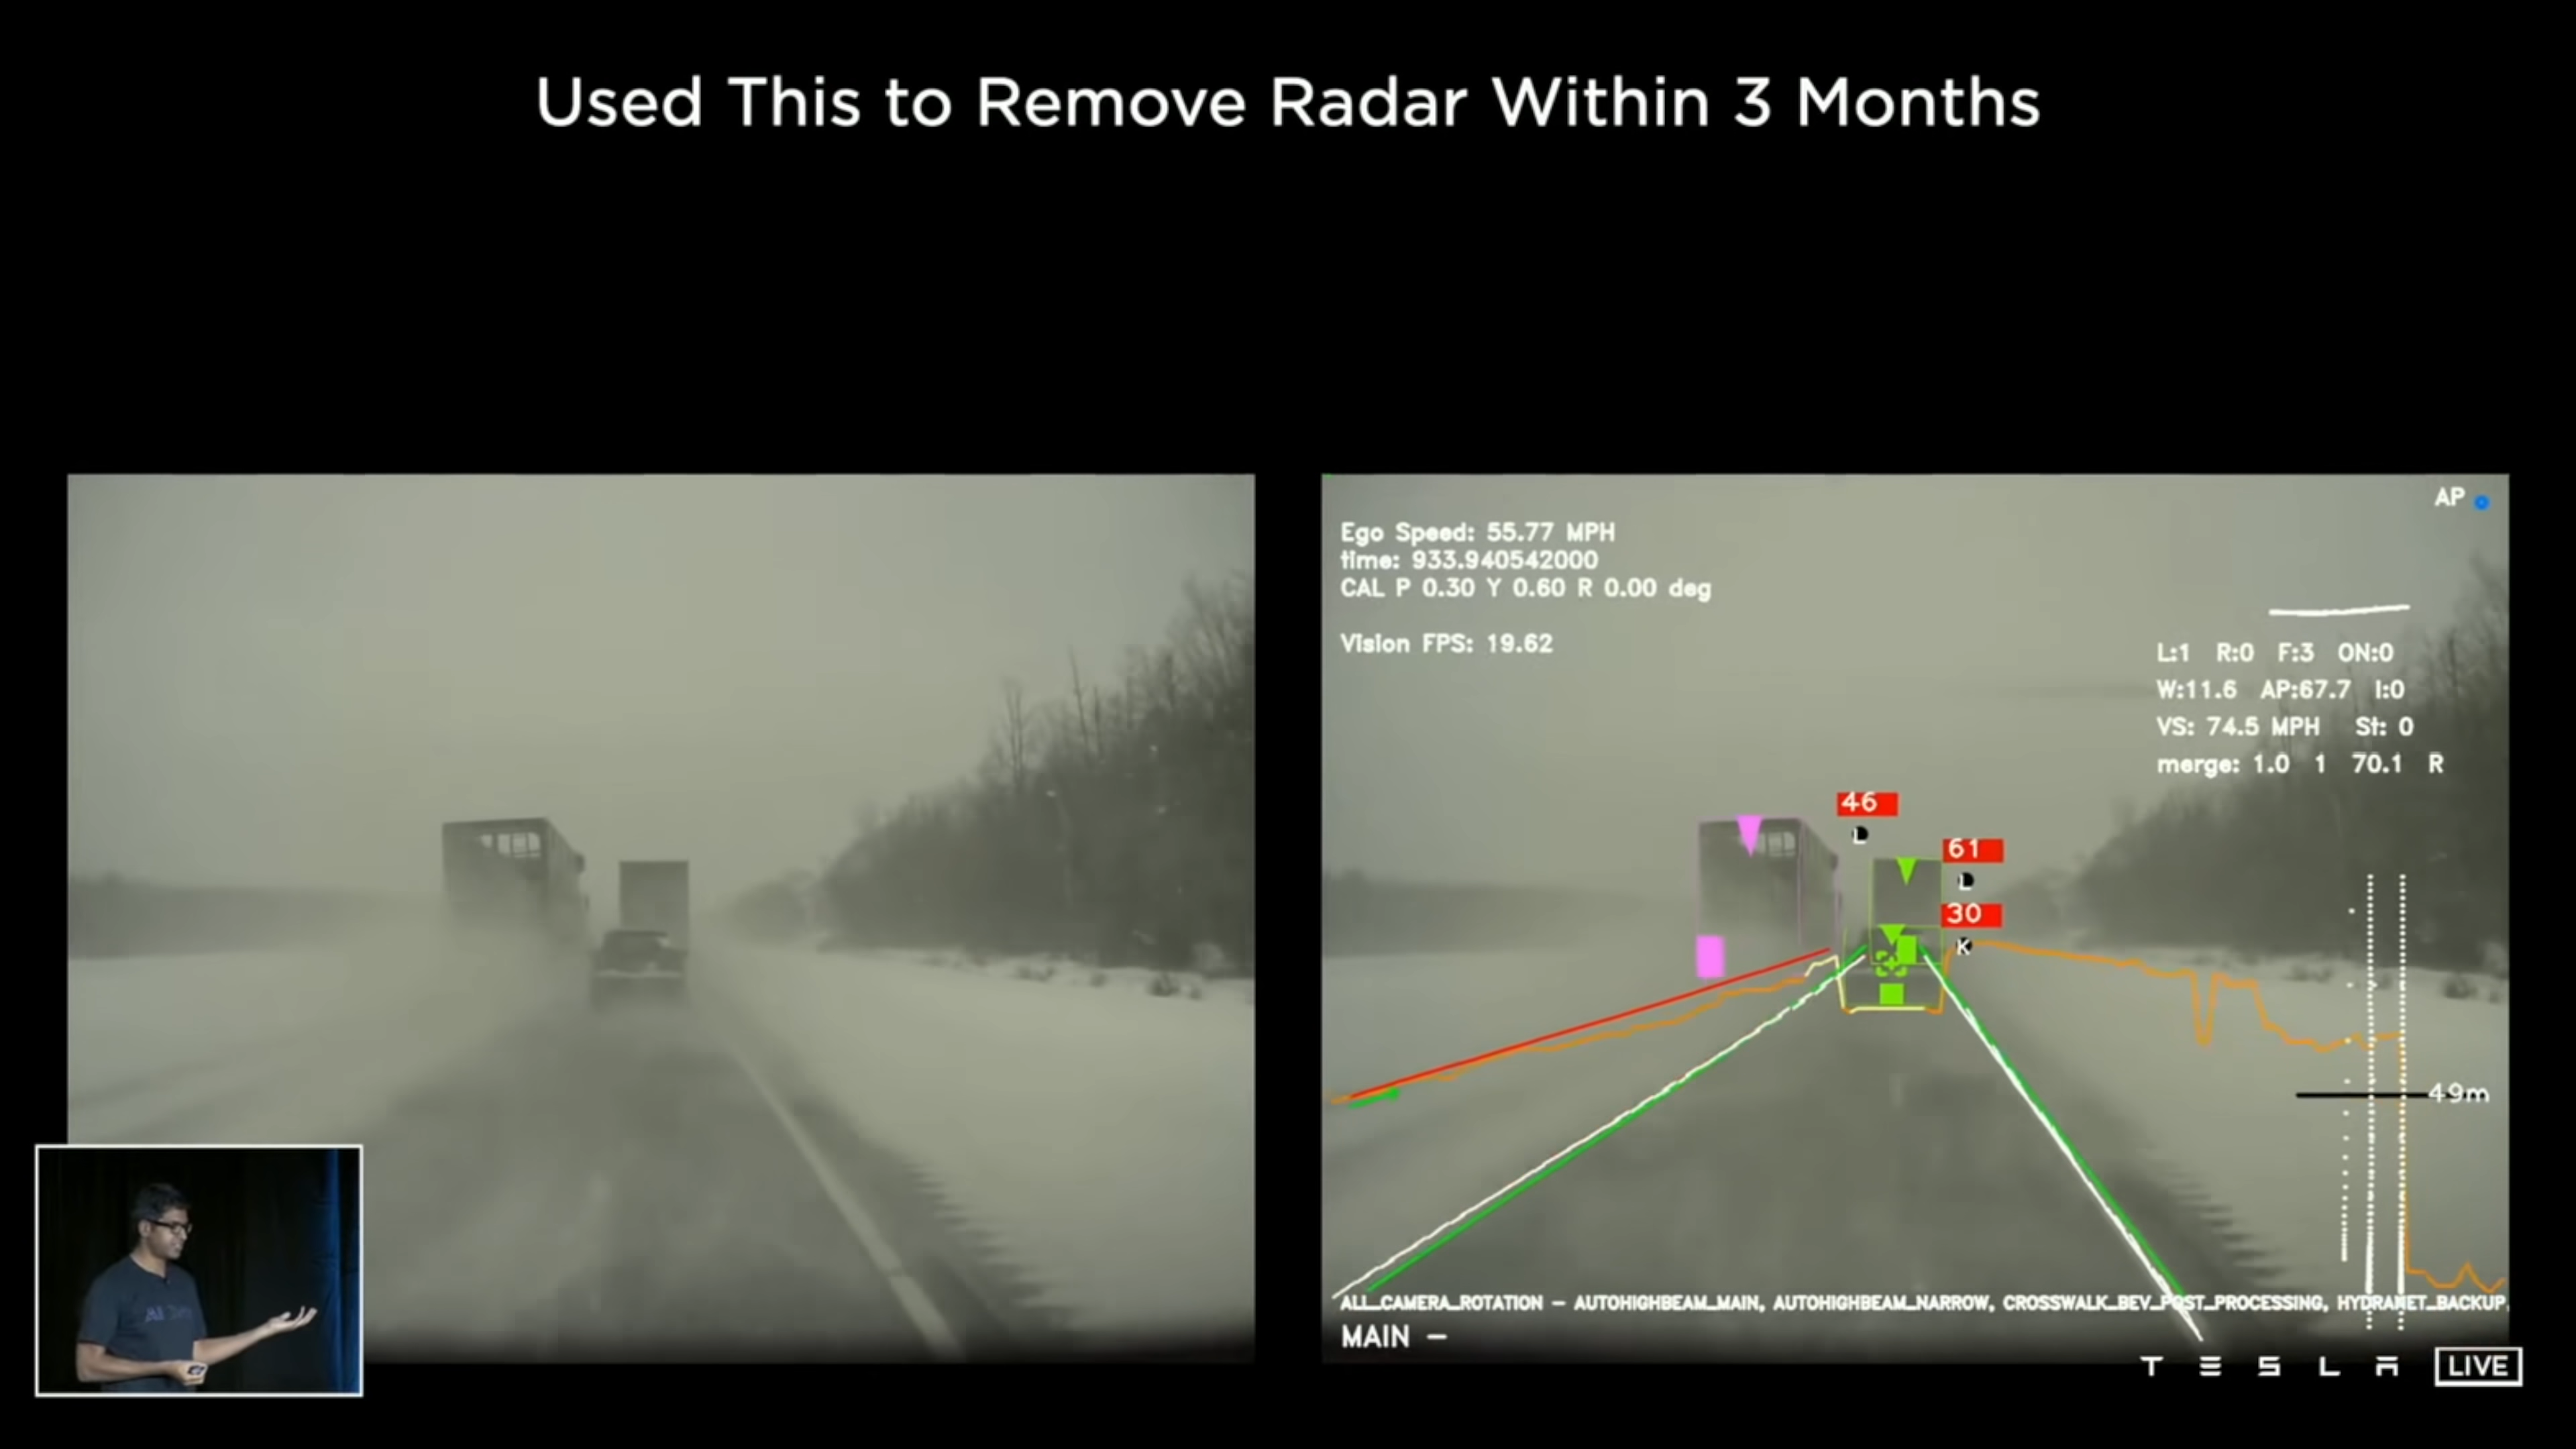 Used This to Remove Radar Within 3 Months
AP
Ego Speed: 55.77 MPH
time: 933.940542000
CAL P 0.30 Y 0.60 R 0.00 deg
Vision FPS: 19.62
L:1 R:0 F:3 ON:0
W:11.6 AP:67.7 I:0
VS: 74.5 MPH St: 0
merge: 1.0 1 70.1 R
46
L
61
L
30
K
49m
ALL_CAMERA_ROTATION - AUTOHIGHBEAM_MAIN, AUTOHIGHBEAM_NARROW, CROSSWALK_BEV_POST_PROCESSING, HYDRANET_BACKUP,
MAIN -
AI
TESLA LIVE